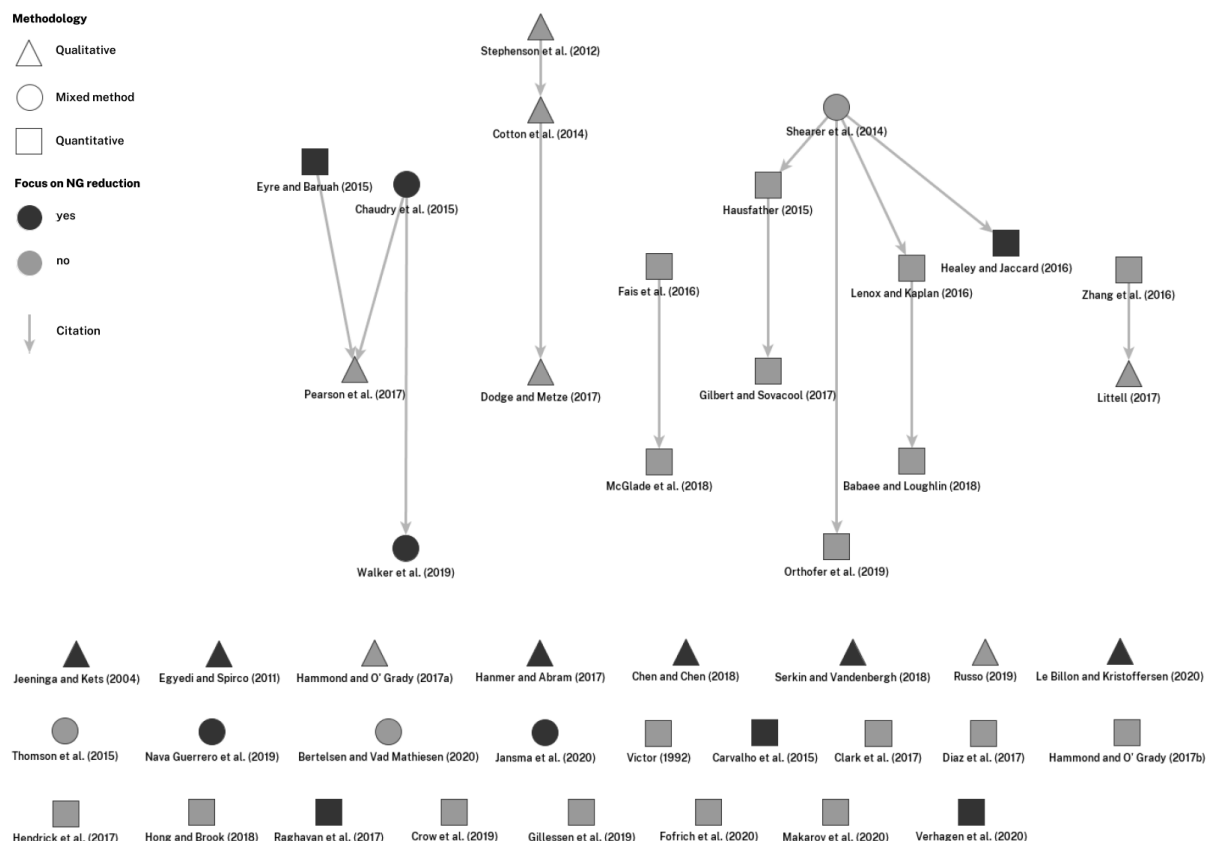 Methodology
Qualitative
Mixed method
Quantitative
Focus on NG reduction
yes
no
Citation
Stephenson et al. (2012)
Cotton et al. (2014)
Shearer et al. (2014)
Eyre and Baruah (2015)
Chaudry et al. (2015)
Hausfather (2015)
Healey and Jaccard (2016)
Fais et al. (2016)
Lenox and Kaplan (2016)
Zhang et al. (2016)
Pearson et al. (2017)
Dodge and Metze (2017)
Gilbert and Sovacool (2017)
Littell (2017)
McGlade et al. (2018)
Babaee and Loughlin (2018)
Walker et al. (2019)
Orthofer et al. (2019)
Jeeninga and Kets (2004)
Egyedi and Spirco (2011)
Hammond and O' Grady (2017a)
Hanmer and Abram (2017)
Chen and Chen (2018)
Serkin and Vandenbergh (2018)
Russo (2019)
Le Billon and Kristoffersen (2020)
Thomson et al. (2015)
Nava Guerrero et al. (2019)
Bertelsen and Vad Mathiesen (2020)
Jansma et al. (2020)
Victor (1992)
Carvalho et al. (2015)
Clark et al. (2017)
Diaz et al. (2017)
Hammond and O' Grady (2017b)
Hendrick et al. (2017)
Hong and Brook (2018)
Raghavan et al. (2017)
Crow et al. (2019)
Gillessen et al. (2019)
Fofrich et al. (2020)
Makarov et al. (2020)
Verhagen et al. (2020)